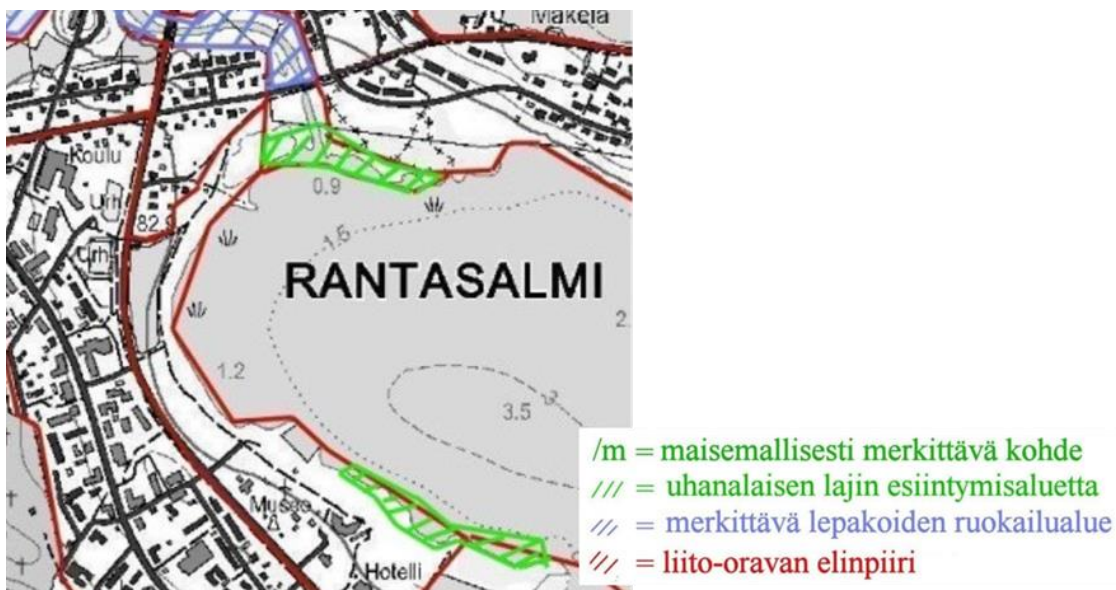 Mäkelä
Koulu
0.9
Urh
82.9
Urh
1.5
RANTASALMI
2.
1.2
3.5
/m = maisemallisesti merkittävä kohde
/// = uhanalaisen lajin esiintymisaluetta
/// = merkittävä lepakoiden ruokailualue
Museo
/// = liito-oravan elinpiiri
Hotelli